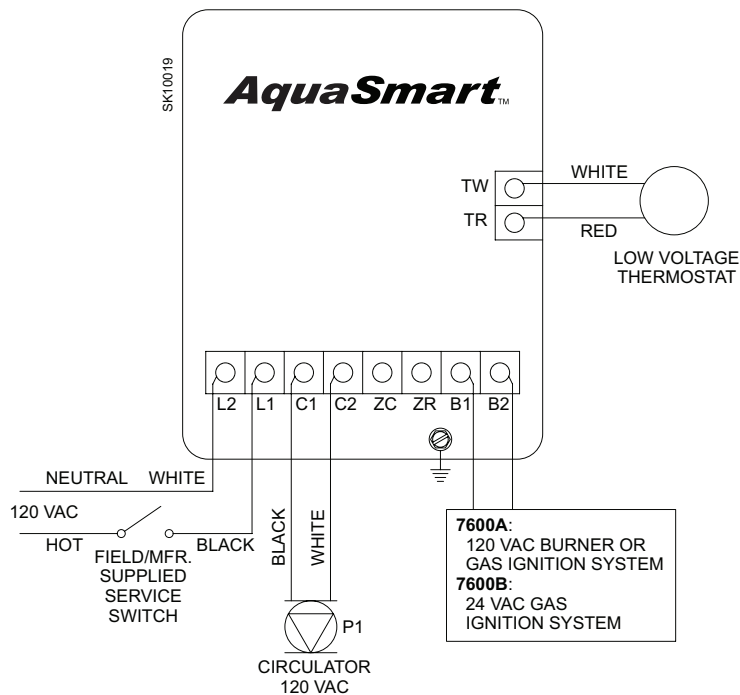 SK10019
AquaSmart™
TW
WHITE
TR
RED
LOW VOLTAGE
THERMOSTAT
L2 L1 C1 C2 ZC ZR B1 B2
NEUTRAL WHITE
120 VAC
HOT
BLACK
FIELD/MFR.
SUPPLIED
SERVICE
SWITCH
BLACK
WHITE
P1
CIRCULATOR
120 VAC
7600A:
120 VAC BURNER OR
GAS IGNITION SYSTEM
7600B:
24 VAC GAS
IGNITION SYSTEM